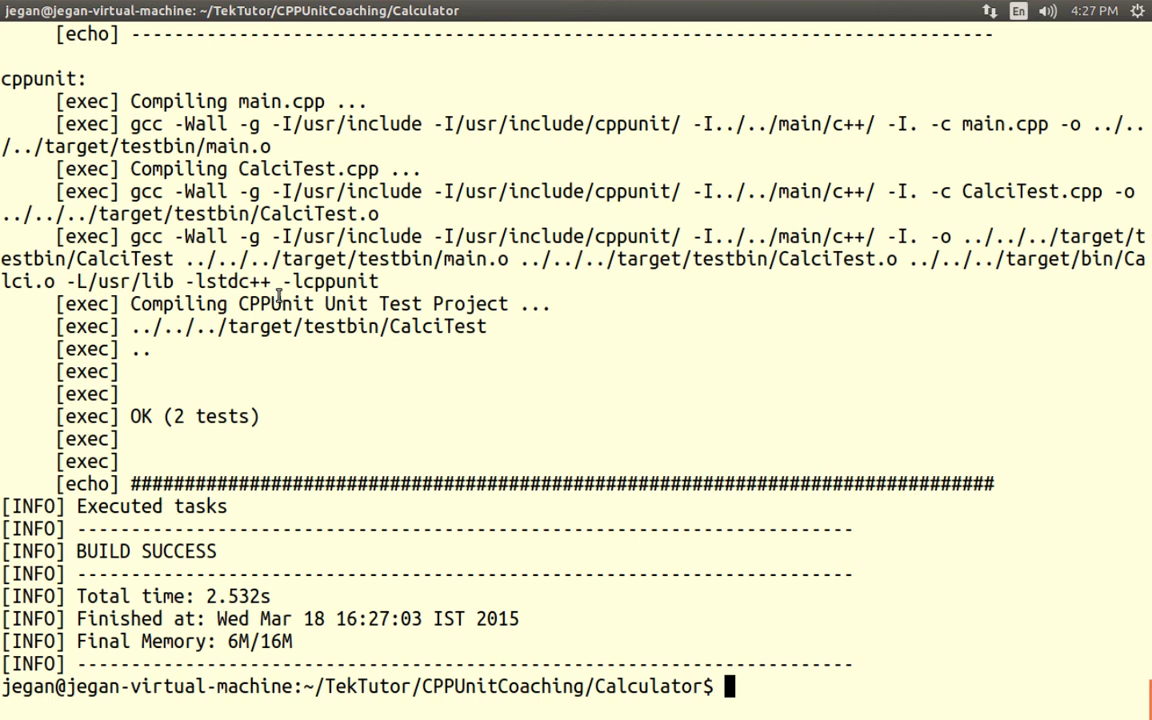 jegan@jegan-virtual-machine: ~/TekTutor/CPPUnitCoaching/Calculator En 4:27 PM
[echo] --------------------------------------------------------------------------------
cppunit:
[exec] Compiling main.cpp ...
[exec] gcc -Wall -g -I/usr/include -I/usr/include/cppunit/ -I../../main/c++/ -I. -c main.cpp -o ../..
/../target/testbin/main.o
[exec] Compiling CalciTest.cpp ...
[exec] gcc -Wall -g -I/usr/include -I/usr/include/cppunit/ -I../../main/c++/ -I. -c CalciTest.cpp -o
../../../target/testbin/CalciTest.o
[exec] gcc -Wall -g -I/usr/include -I/usr/include/cppunit/ -I../../main/c++/ -I. -o ../../../target/t
estbin/CalciTest ../../../target/testbin/main.o ../../../target/testbin/CalciTest.o ../../../target/bin/Ca
lci.o -L/usr/lib -lstdc++ -lcppunit
[exec] Compiling CPPUnit Unit Test Project ...
[exec] ../../../target/testbin/CalciTest
[exec] ..
[exec]
[exec]
[exec] OK (2 tests)
[exec]
[exec]
[echo] ################################################################################
[INFO] Executed tasks
[INFO] ------------------------------------------------------------------------
[INFO] BUILD SUCCESS
[INFO] ------------------------------------------------------------------------
[INFO] Total time: 2.532s
[INFO] Finished at: Wed Mar 18 16:27:03 IST 2015
[INFO] Final Memory: 6M/16M
[INFO] ------------------------------------------------------------------------
jegan@jegan-virtual-machine:~/TekTutor/CPPUnitCoaching/Calculator$